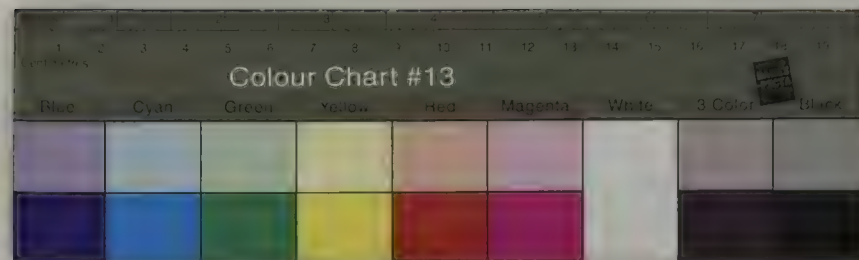 1 2 3 4 5 6 7 8 9 10 11 12 13 14 15 16 17 18 19
Centimetres
Colour Chart #13
Blue Cyan Green Yellow Red Magenta White 3 Color Black